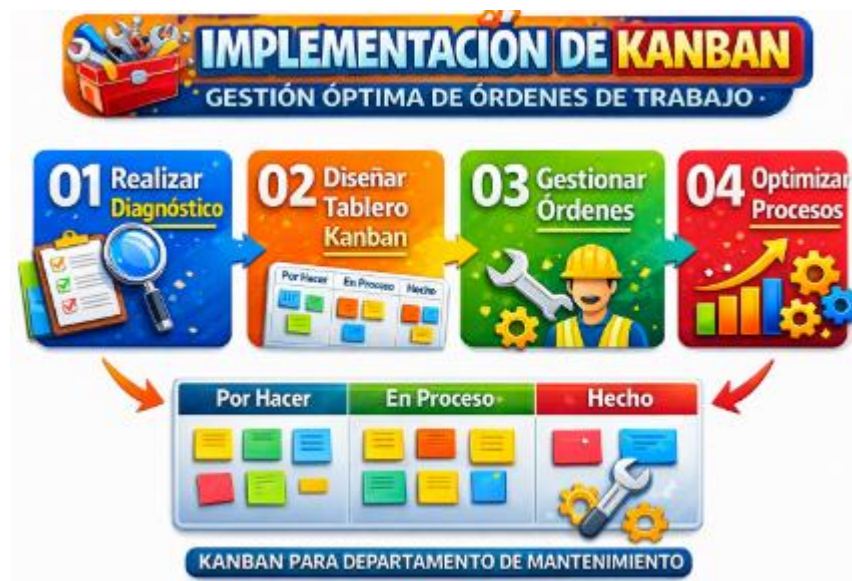 IMPLEMENTACIÓN DE KANBAN
GESTIÓN ÓPTIMA DE ÓRDENES DE TRABAJO
01 Realizar
Diagnóstico
02 Diseñar
Tablero
Kanban
Por Hacer En Proceso Hecho
03 Gestionar
Órdenes
04 Optimizar
Procesos
Por Hacer En Proceso Hecho
KANBAN PARA DEPARTAMENTO DE MANTENIMIENTO